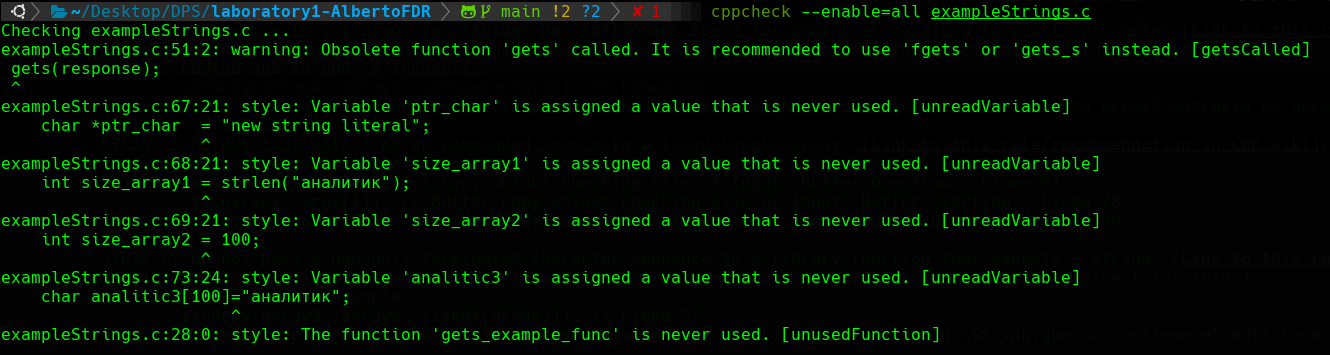 ~/Desktop/DPS/laboratory1-AlbertoFDR main !2 ?2 ✘ 1 cppcheck --enable=all exampleStrings.c
Checking exampleStrings.c ...
exampleStrings.c:51:2: warning: Obsolete function 'gets' called. It is recommended to use 'fgets' or 'gets_s' instead. [getsCalled]
 gets(response);
 ^
exampleStrings.c:67:21: style: Variable 'ptr_char' is assigned a value that is never used. [unreadVariable]
    char *ptr_char  = "new string literal";
                    ^
exampleStrings.c:68:21: style: Variable 'size_array1' is assigned a value that is never used. [unreadVariable]
    int size_array1 = strlen("аналитик");
                    ^
exampleStrings.c:69:21: style: Variable 'size_array2' is assigned a value that is never used. [unreadVariable]
    int size_array2 = 100;
                    ^
exampleStrings.c:73:24: style: Variable 'analitic3' is assigned a value that is never used. [unreadVariable]
    char analitic3[100]="аналитик";
                       ^
exampleStrings.c:28:0: style: The function 'gets_example_func' is never used. [unusedFunction]